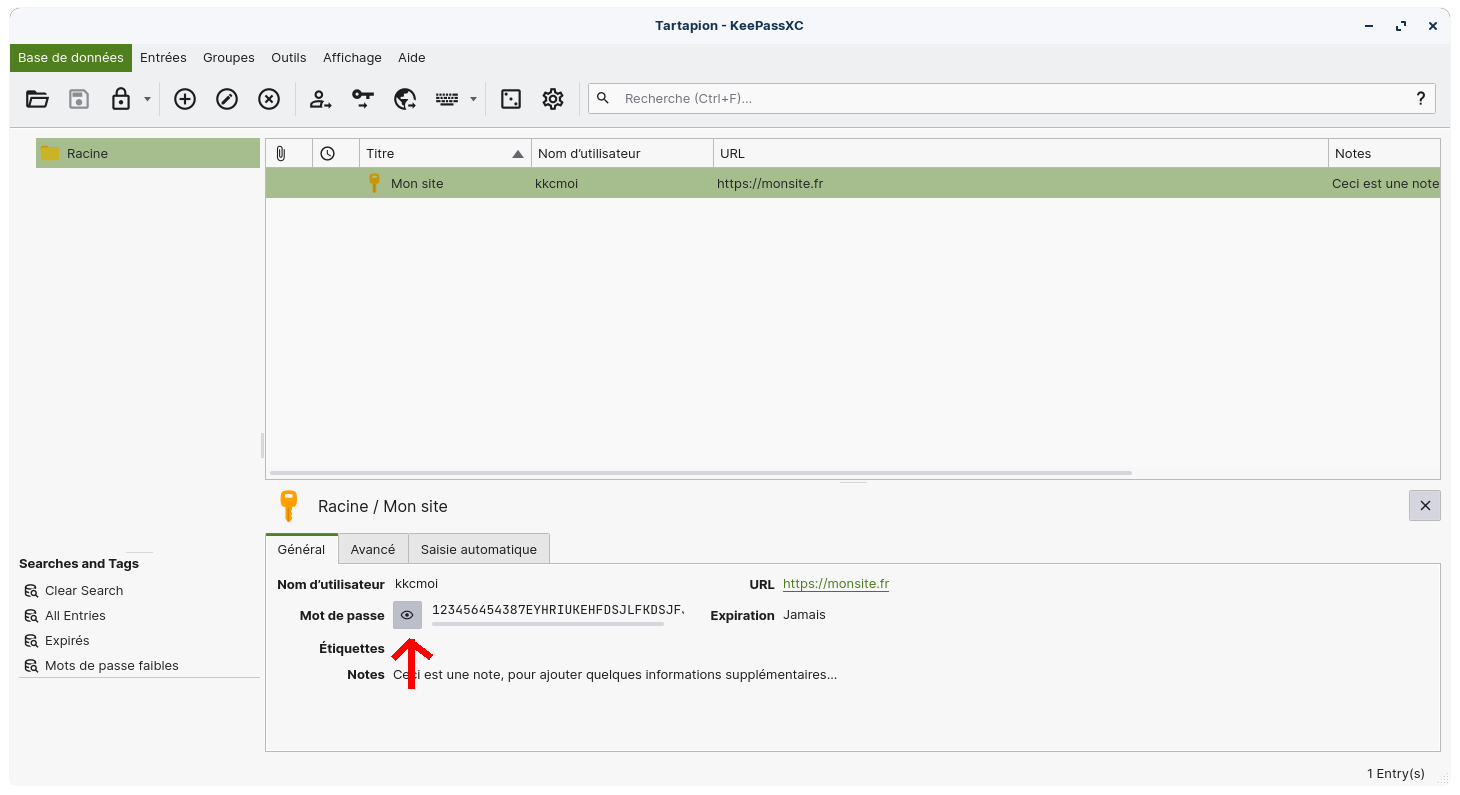 Tartapion - KeePassXC
Base de données Entrées Groupes Outils Affichage Aide
Recherche (Ctrl+F)... ?
Racine
Titre Nom d’utilisateur URL Notes
Mon site kkcmoi https://monsite.fr Ceci est une note
Racine / Mon site
Général Avancé Saisie automatique
Nom d’utilisateur kkcmoi URL https://monsite.fr
Mot de passe 123456454387EYHRIUKEHFDSJLFKDSJF Expiration Jamais
Étiquettes
Notes Ceci est une note, pour ajouter quelques informations supplémentaires...
Searches and Tags
Clear Search
All Entries
Expirés
Mots de passe faibles
1 Entry(s)